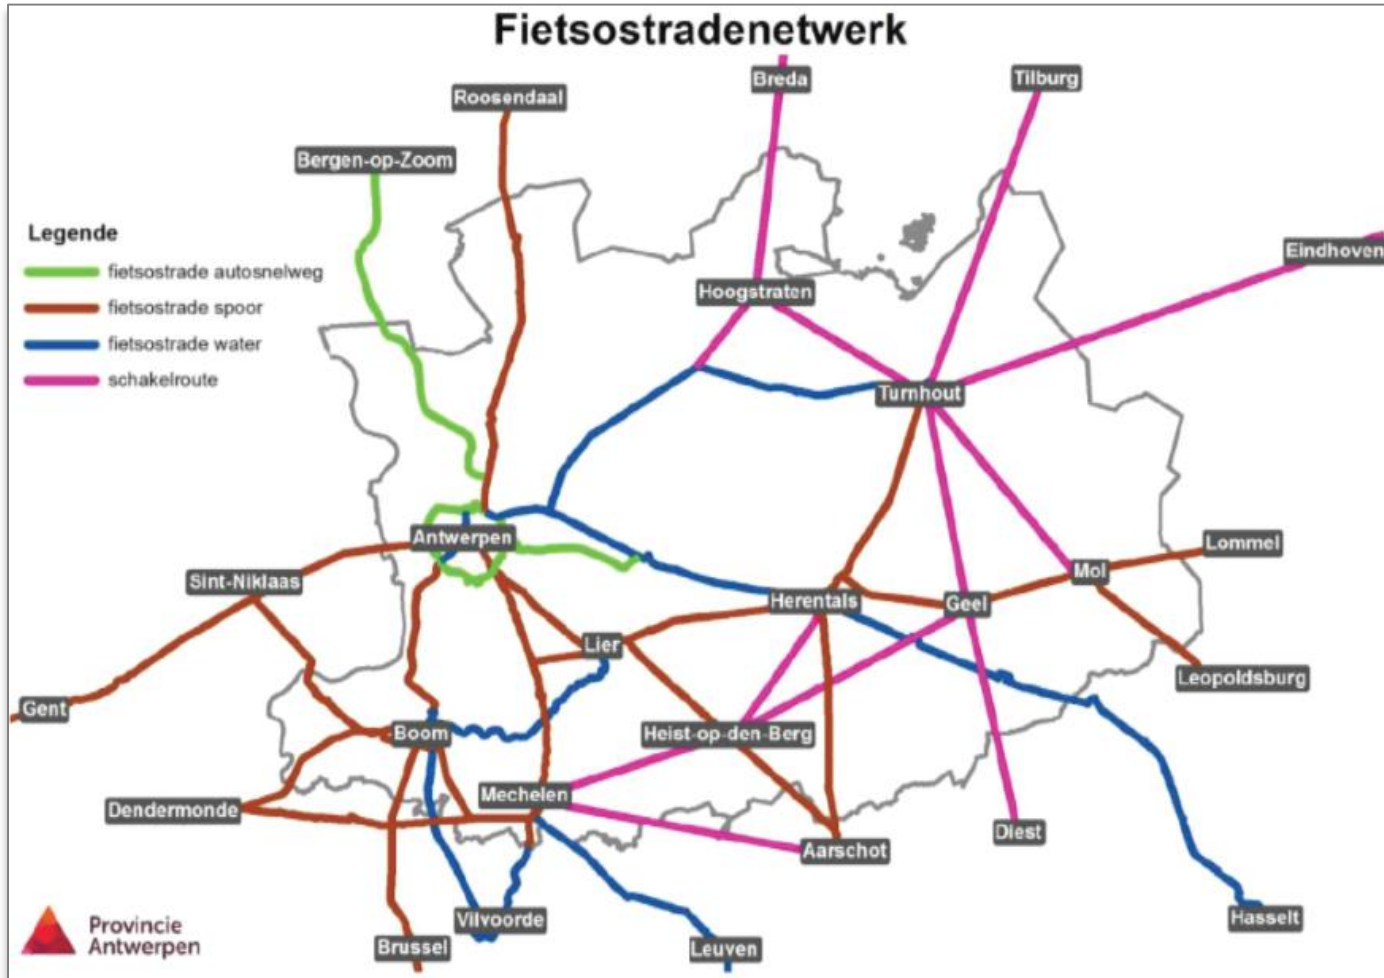 Fietsostradenetwerk
Breda
Tilburg
Roosendaal
Bergen-op-Zoom
Legende
Eindhoven
fietsostrade autosnelweg
Hoogstraten
fietsostrade spoor
fietsostrade water
schakelroute
Turnhout
Antwerpen
Lommel
Sint-Niklaas
Mol
Herentals
Geel
Lier
Leopoldsburg
Gent
Boom
Heist-op-den-Berg
Mechelen
Dendermonde
Diest
Aarschot
Vilvoorde
Hasselt
Provincie
Antwerpen
Brussel
Leuven